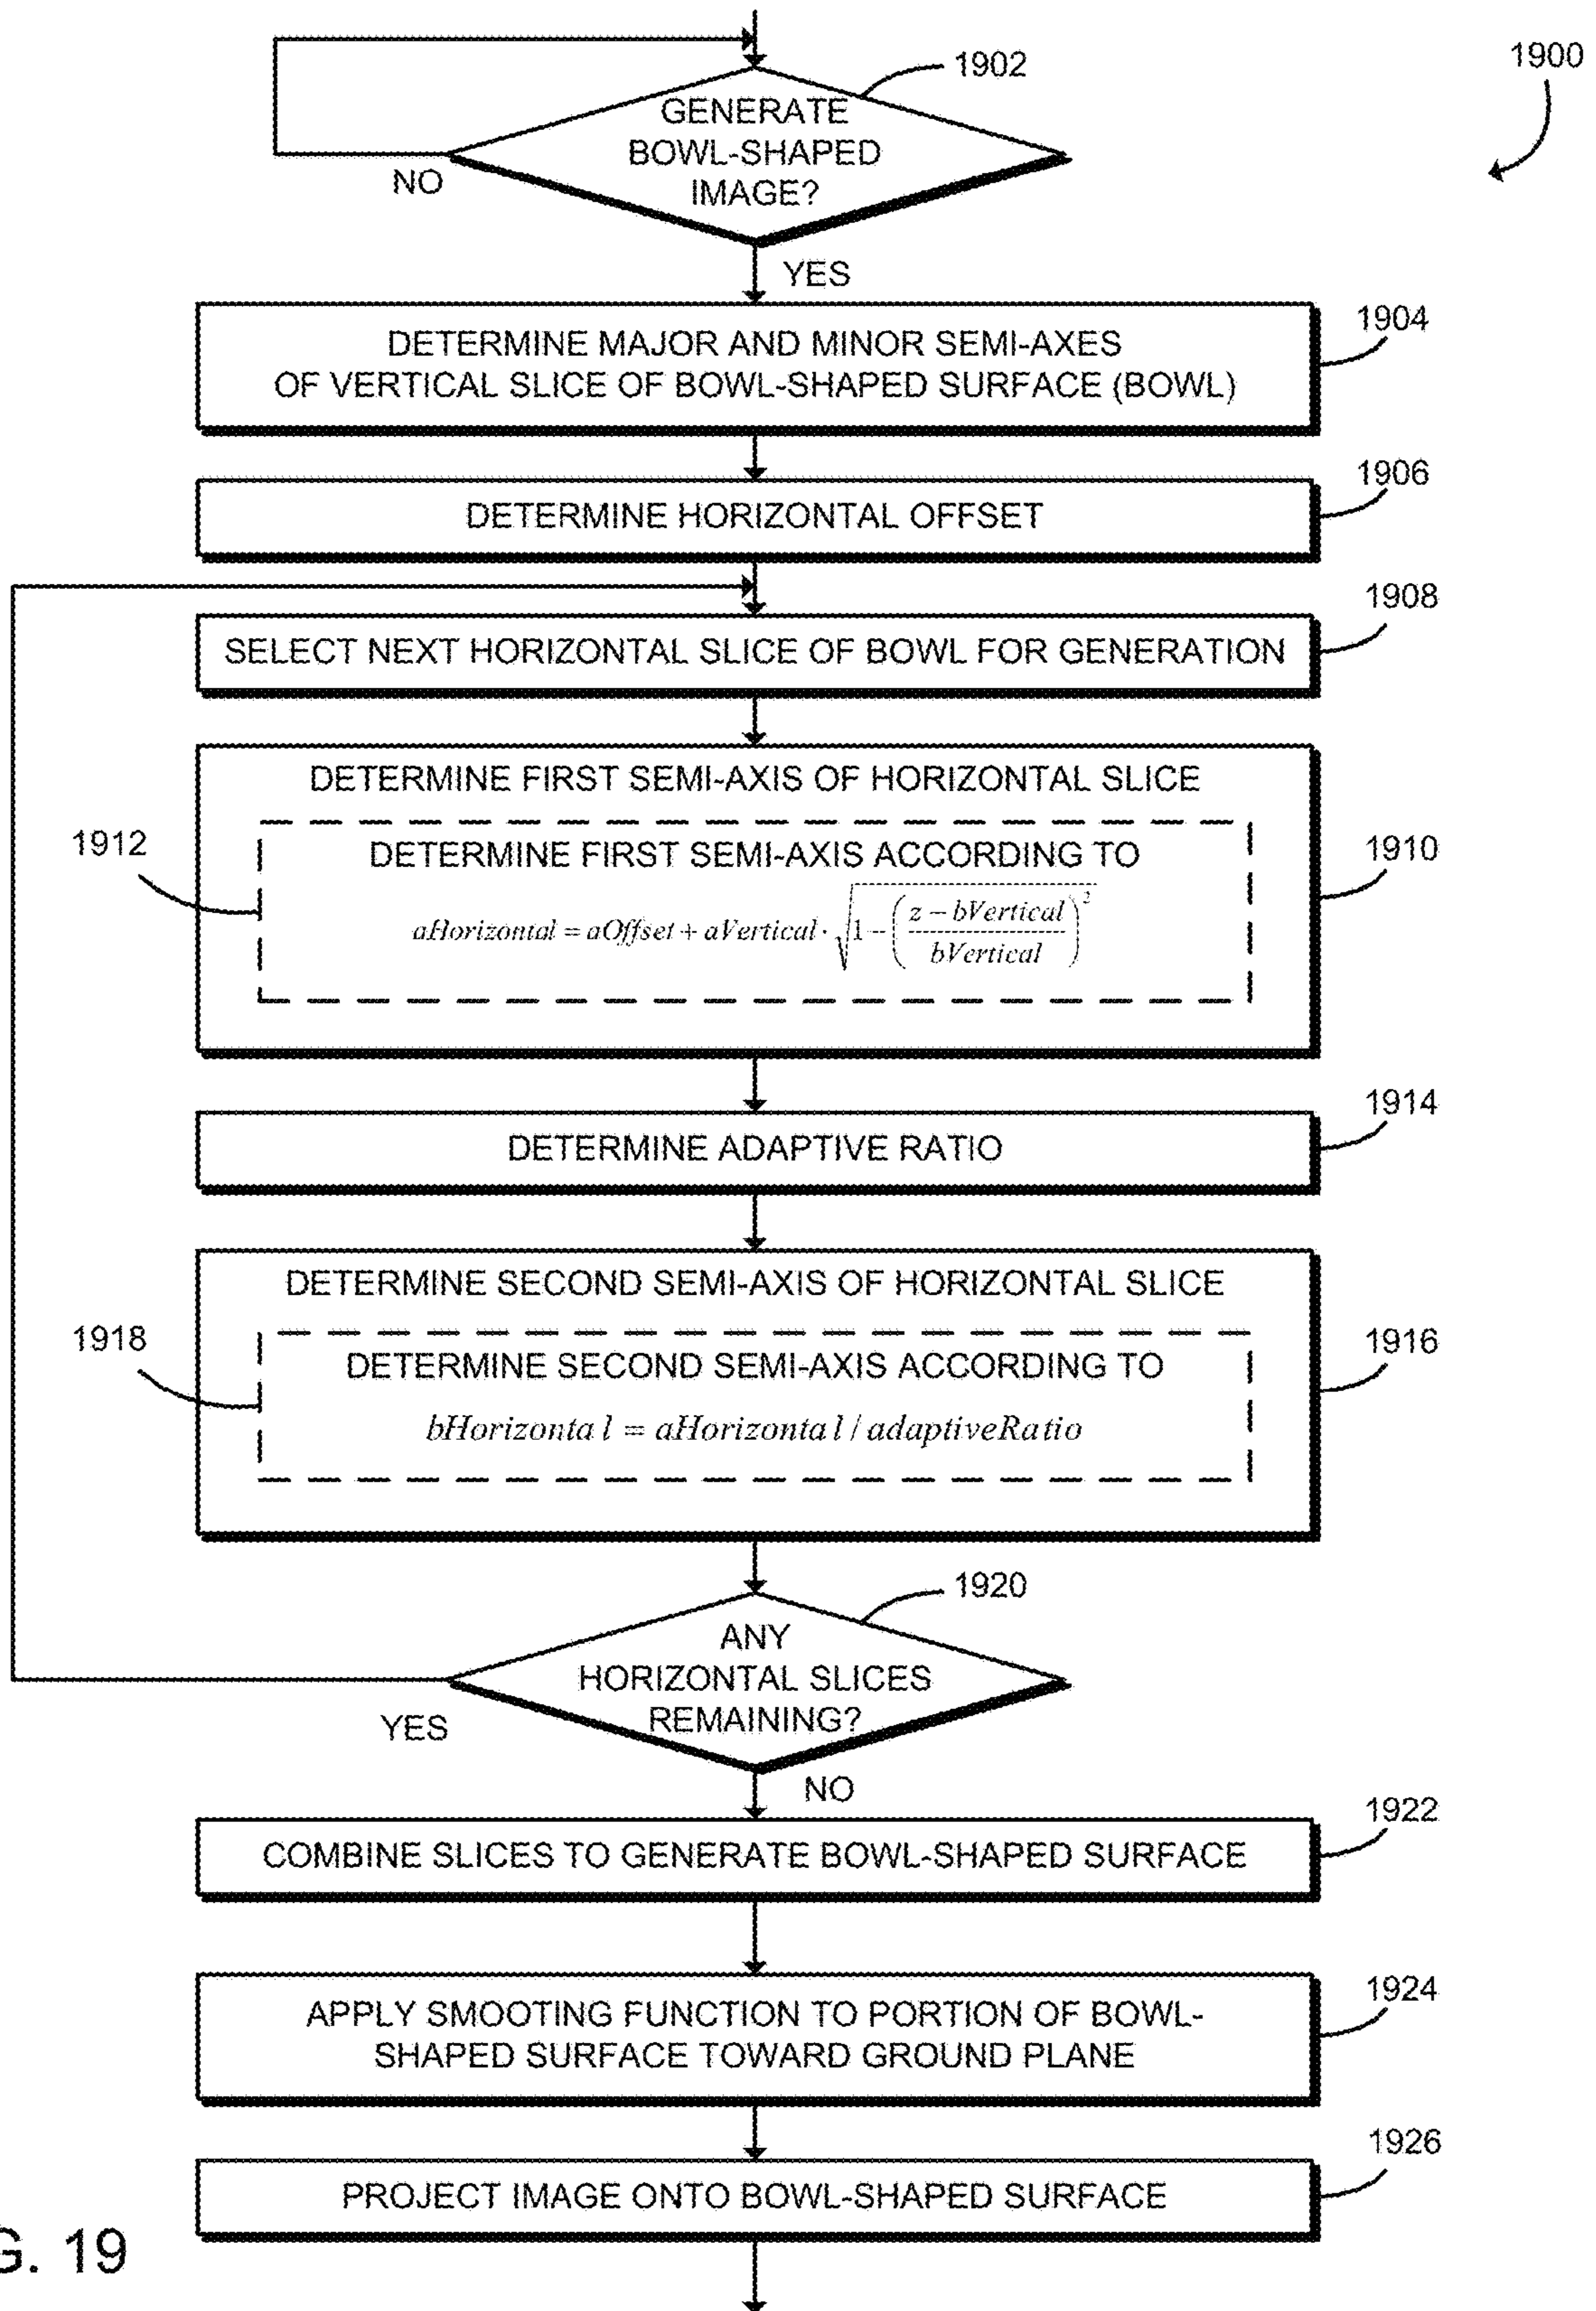 1900
1902
GENERATE
BOWL-SHAPED
IMAGE?
NO
YES
1904
DETERMINE MAJOR AND MINOR SEMI-AXES
OF VERTICAL SLICE OF BOWL-SHAPED SURFACE (BOWL)
1906
DETERMINE HORIZONTAL OFFSET
1908
SELECT NEXT HORIZONTAL SLICE OF BOWL FOR GENERATION
DETERMINE FIRST SEMI-AXIS OF HORIZONTAL SLICE
1912
1910
DETERMINE FIRST SEMI-AXIS ACCORDING TO
aHorizontal = aOffset + aVertical · √(1 − ((z − bVertical) / bVertical)²)
1914
DETERMINE ADAPTIVE RATIO
DETERMINE SECOND SEMI-AXIS OF HORIZONTAL SLICE
1918
1916
DETERMINE SECOND SEMI-AXIS ACCORDING TO
bHorizontal = aHorizontal / adaptiveRatio
1920
ANY
HORIZONTAL SLICES
REMAINING?
YES
NO
1922
COMBINE SLICES TO GENERATE BOWL-SHAPED SURFACE
1924
APPLY SMOOTING FUNCTION TO PORTION OF BOWL-
SHAPED SURFACE TOWARD GROUND PLANE
1926
PROJECT IMAGE ONTO BOWL-SHAPED SURFACE
G. 19